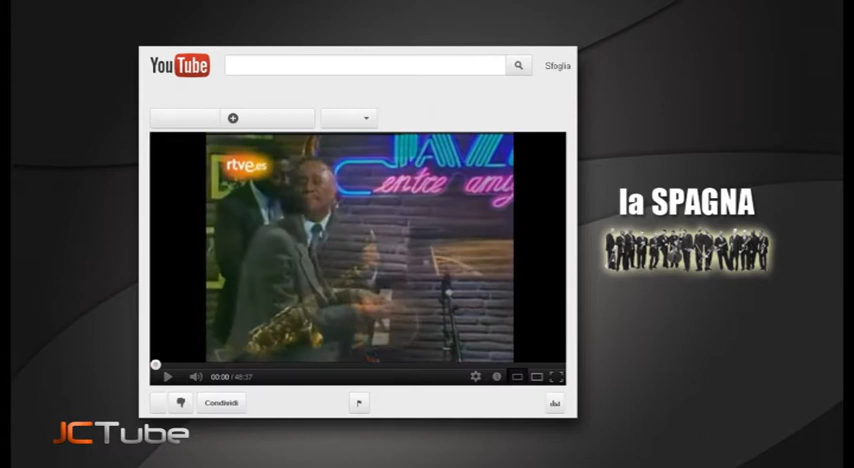 YouTube
Sfoglia
rtve.es
JAZZ
entre amig
la SPAGNA
00:00 / 48:37
Condividi
JCTube